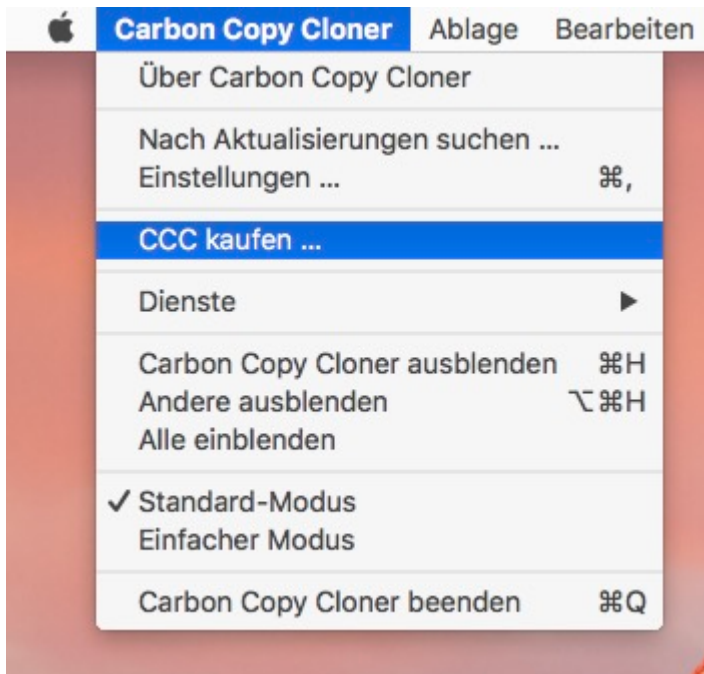 Carbon Copy Cloner Ablage Bearbeiten
Über Carbon Copy Cloner
Nach Aktualisierungen suchen ...
Einstellungen ... ⌘,
CCC kaufen ...
Dienste ▶
Carbon Copy Cloner ausblenden ⌘H
Andere ausblenden ⌥⌘H
Alle einblenden
✓ Standard-Modus
Einfacher Modus
Carbon Copy Cloner beenden ⌘Q